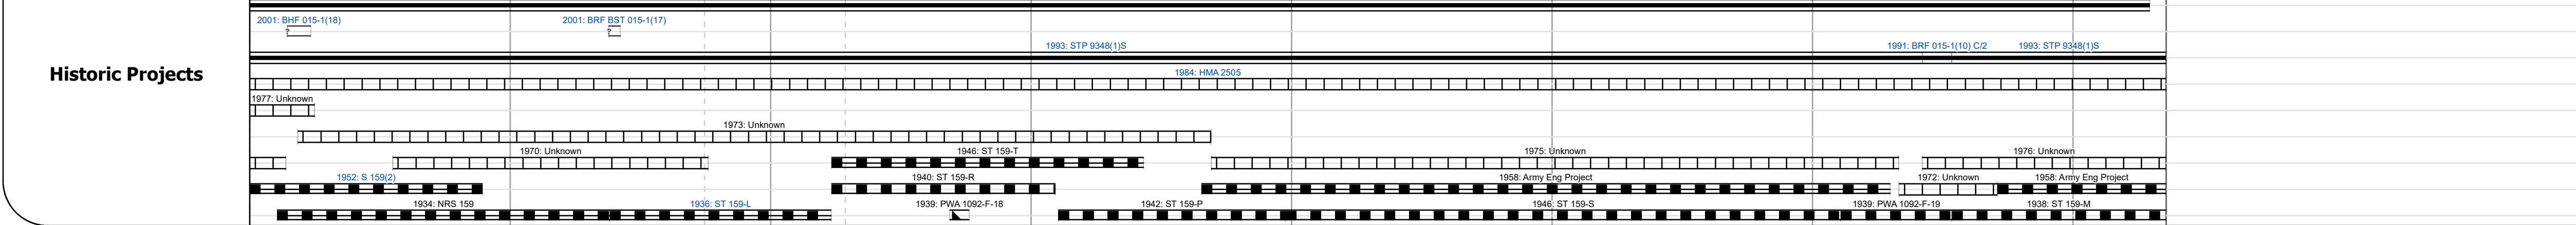 2001: BHF 015-1(18) 2001: BRF BST 015-1(17)
? ?
1993: STP 9348(1)S 1991: BRF 015-1(10) C/2 1993: STP 9348(1)S
Historic Projects
1984: HMA 2505
1977: Unknown
1973: Unknown
1970: Unknown 1946: ST 159-T 1975: Unknown 1976: Unknown
1952: S 159(2) 1940: ST 159-R 1958: Army Eng Project 1972: Unknown 1958: Army Eng Project
1934: NRS 159 1936: ST 159-L 1939: PWA 1092-F-18 1942: ST 159-P 1946: ST 159-S 1939: PWA 1092-F-19 1938: ST 159-M